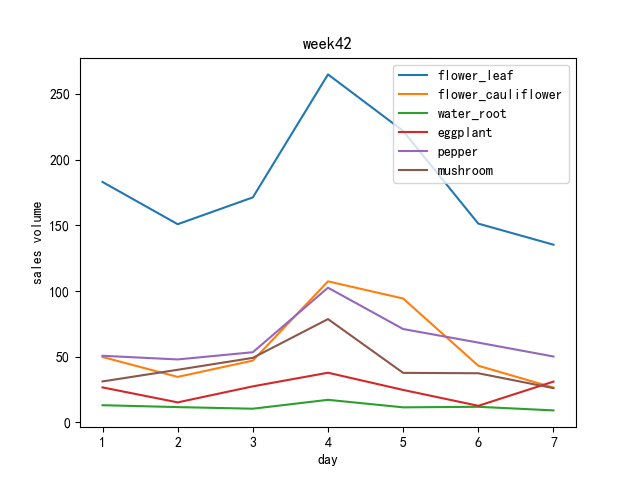 week42
flower_leaf
flower_cauliflower
water_root
eggplant
pepper
mushroom
sales volume
250
200
150
100
50
0
1 2 3 4 5 6 7
day